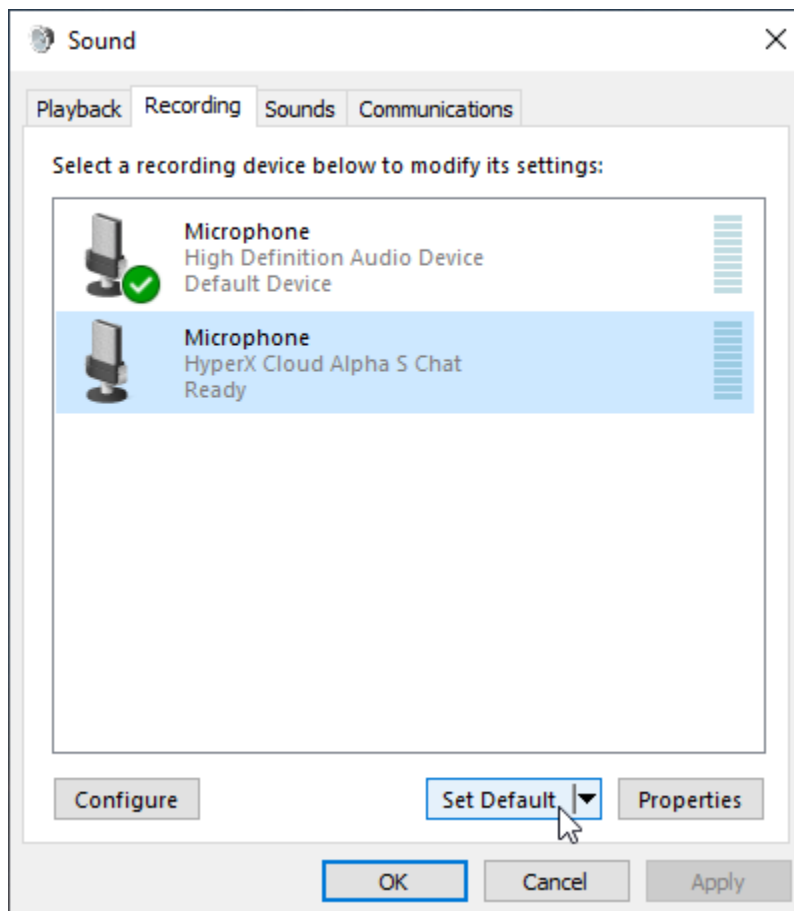 Sound
Playback Recording Sounds Communications
Select a recording device below to modify its settings:
Microphone
High Definition Audio Device
Default Device
Microphone
HyperX Cloud Alpha S Chat
Ready
Configure Set Default Properties
OK Cancel Apply